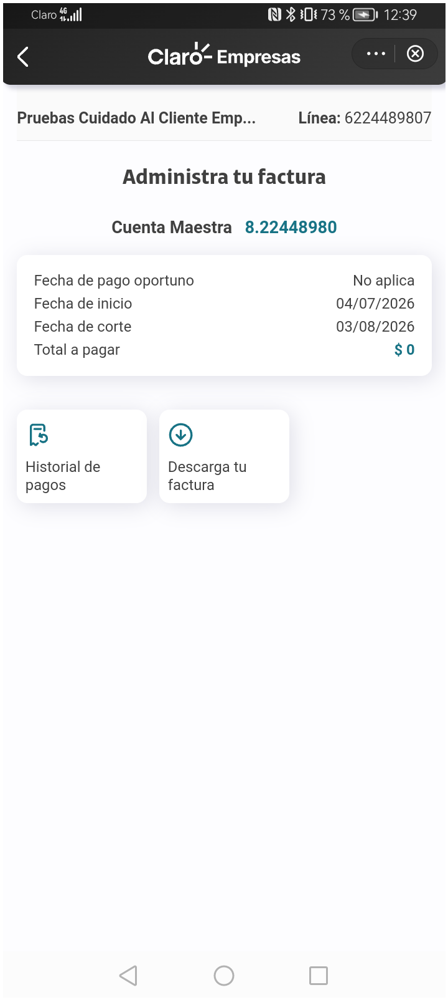 Claro 4G 73 % 12:39
Claro Empresas
Pruebas Cuidado Al Cliente Emp... Línea: 6224489807
Administra tu factura
Cuenta Maestra 8.22448980
Fecha de pago oportuno No aplica
Fecha de inicio 04/07/2026
Fecha de corte 03/08/2026
Total a pagar $ 0
Historial de
pagos
Descarga tu
factura